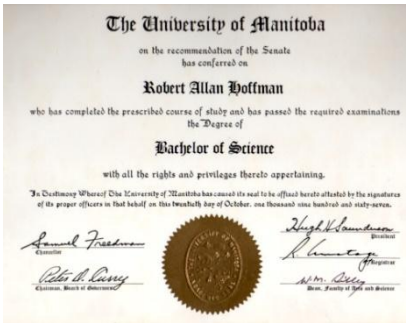 The University of Manitoba
on the recommendation of the Senate
has conferred on
Robert Allan Hoffman
who has completed the prescribed course of study and has passed the required examinations
the Degree of
Bachelor of Science
with all the rights and privileges thereto appertaining.
In Testimony Whereof The University of Manitoba has caused its seal to be affixed hereto attested by the signatures
of its proper officers in that behalf on this twentieth day of October, one thousand nine hundred and sixty-seven.
Samuel Freedman
Chancellor
Hugh H Saunderson
President
Registrar
Peter D. Curry
Chairman, Board of Governors
W.M.
Dean, Faculty of Arts and Science